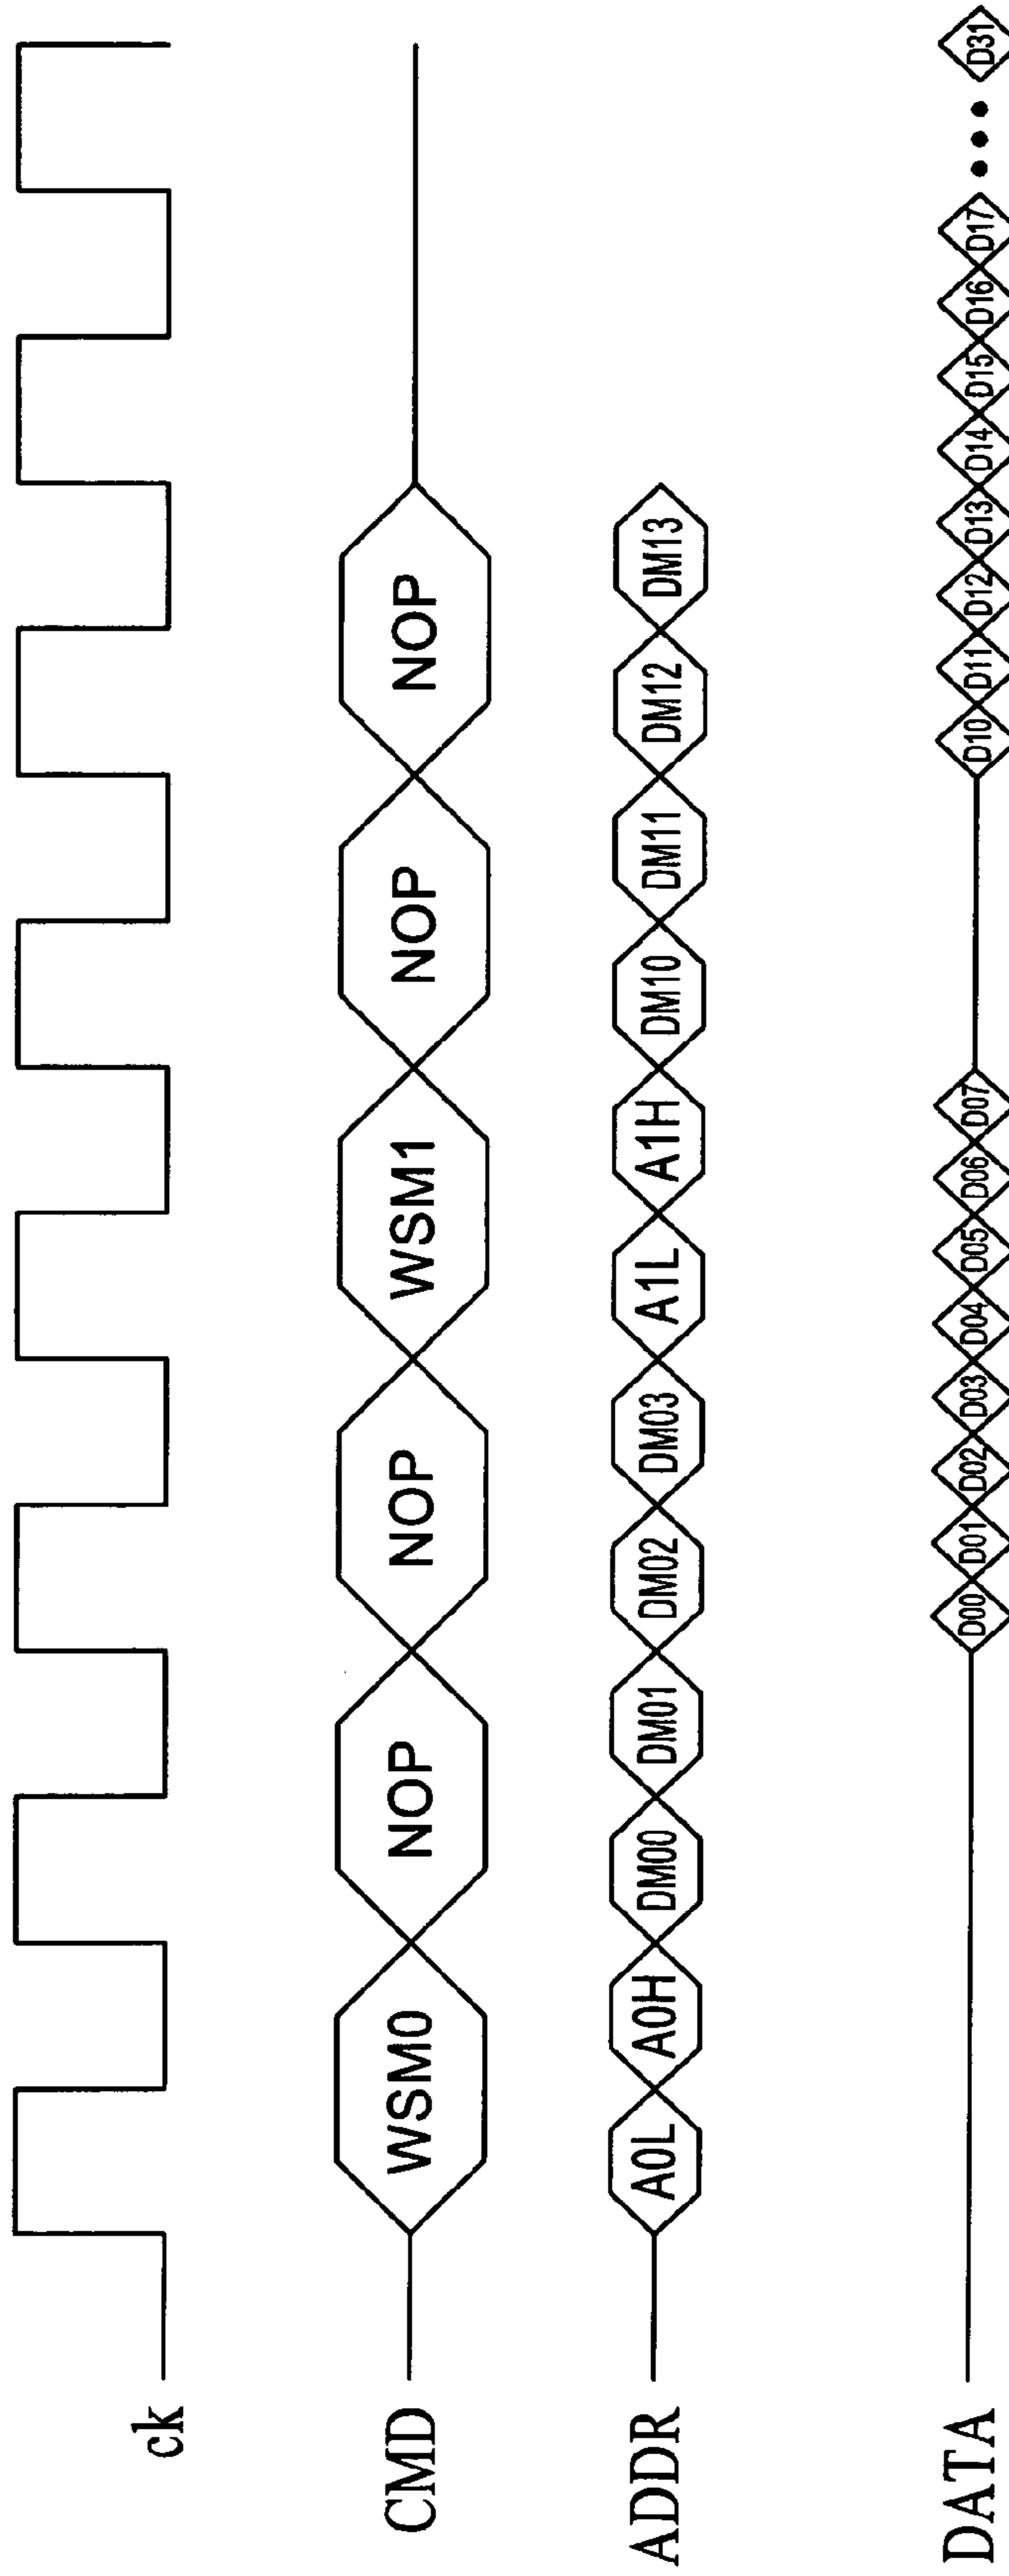 ck
CMD WSM0 NOP NOP WSM1 NOP NOP
ADDR A0L A0H DM00 DM01 DM02 DM03 A1L A1H DM10 DM11 DM12 DM13
DATA D00 D01 D02 D03 D04 D05 D06 D07 D10 D11 D12 D13 D14 D15 D16 D17 ••• D31